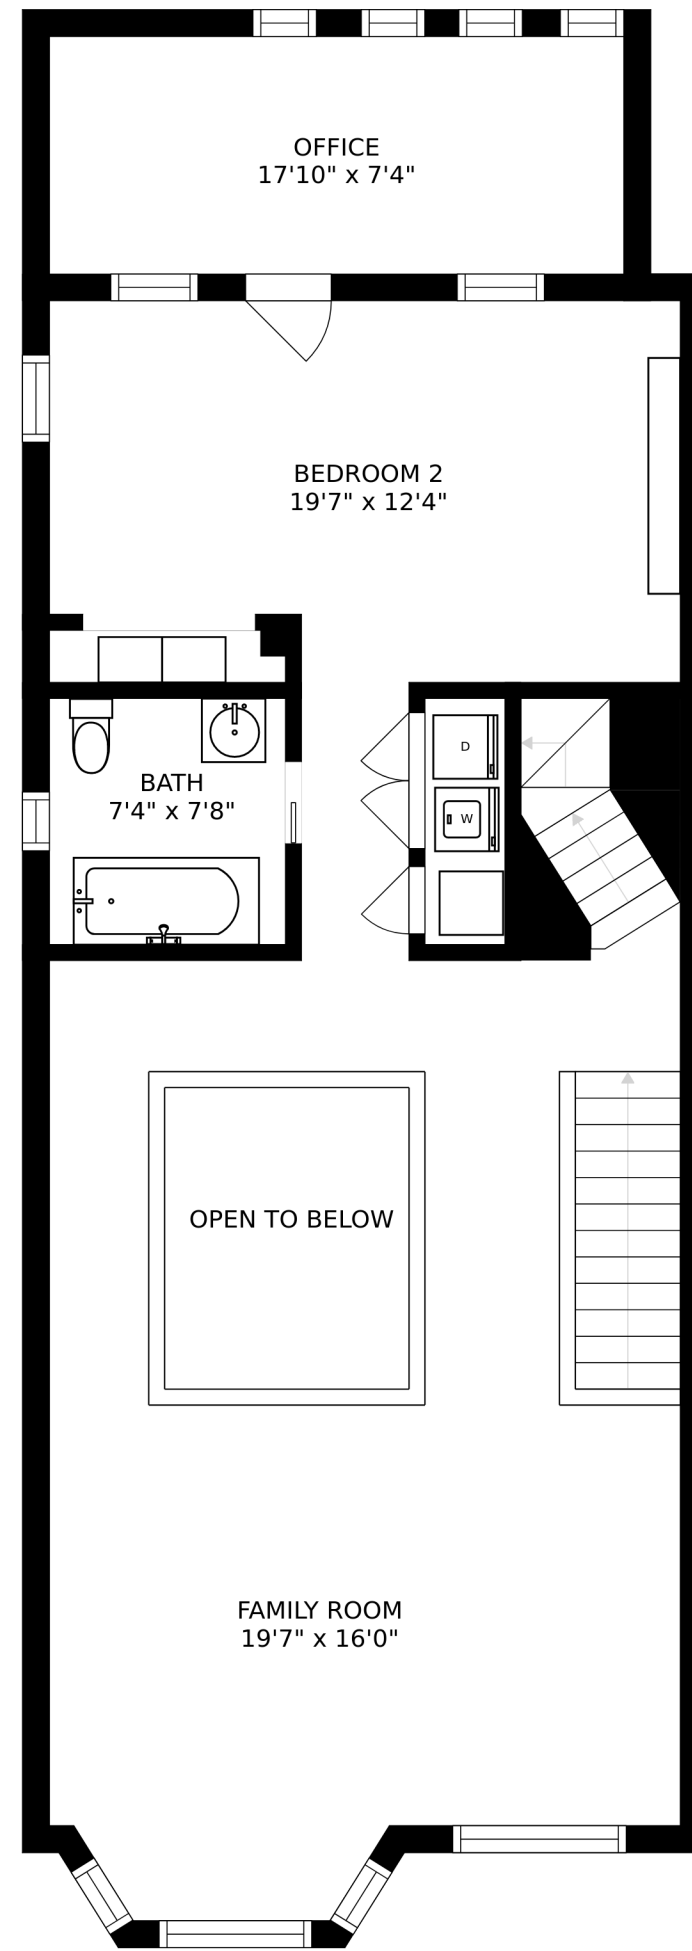 OFFICE
17'10" x 7'4"
BEDROOM 2
19'7" x 12'4"
D
BATH
7'4" x 7'8"
W
OPEN TO BELOW
FAMILY ROOM
19'7" x 16'0"